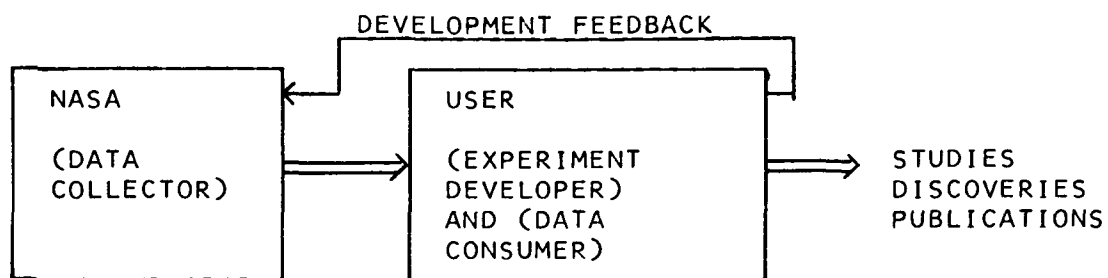 DEVELOPMENT FEEDBACK
NASA
(DATA
COLLECTOR)
USER
(EXPERIMENT
DEVELOPER)
AND (DATA
CONSUMER)
STUDIES
DISCOVERIES
PUBLICATIONS